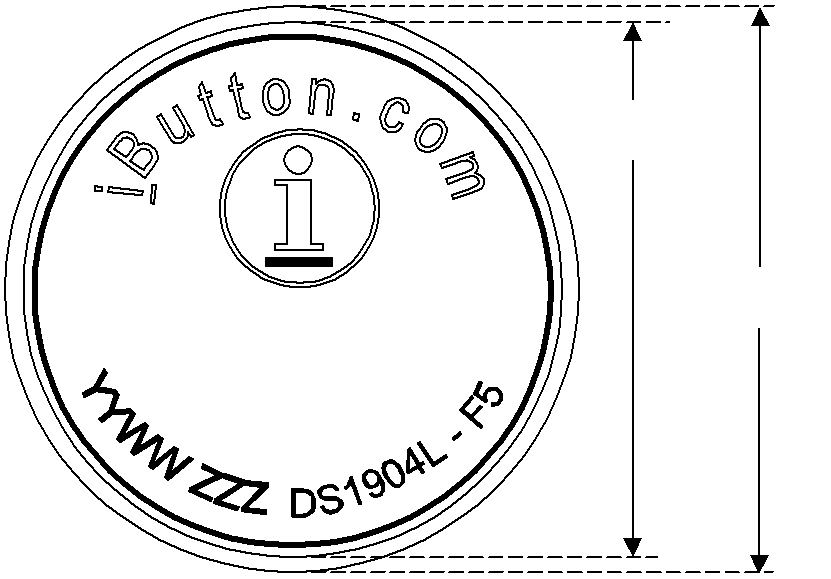 iButton.com
i
YYWW ZZZ DS1904L - F5